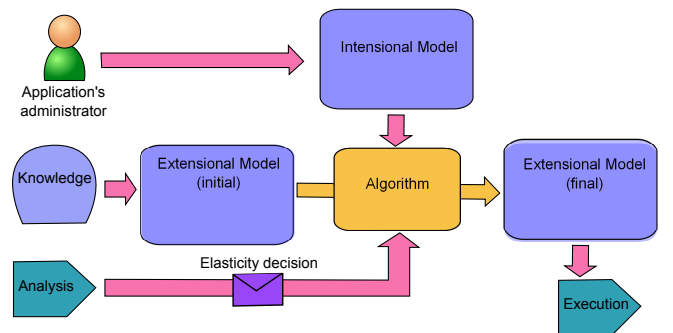 Intensional Model
Application's
administrator
Knowledge
Extensional Model
(initial)
Algorithm
Extensional Model
(final)
Elasticity decision
Analysis
Execution